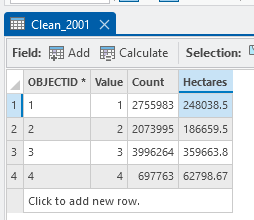 Clean_2001
Field: Add Calculate Selection:
OBJECTID * Value Count Hectares
1 1 1 2755983 248038.5
2 2 2 2073995 186659.5
3 3 3 3996264 359663.8
4 4 4 697763 62798.67
Click to add new row.